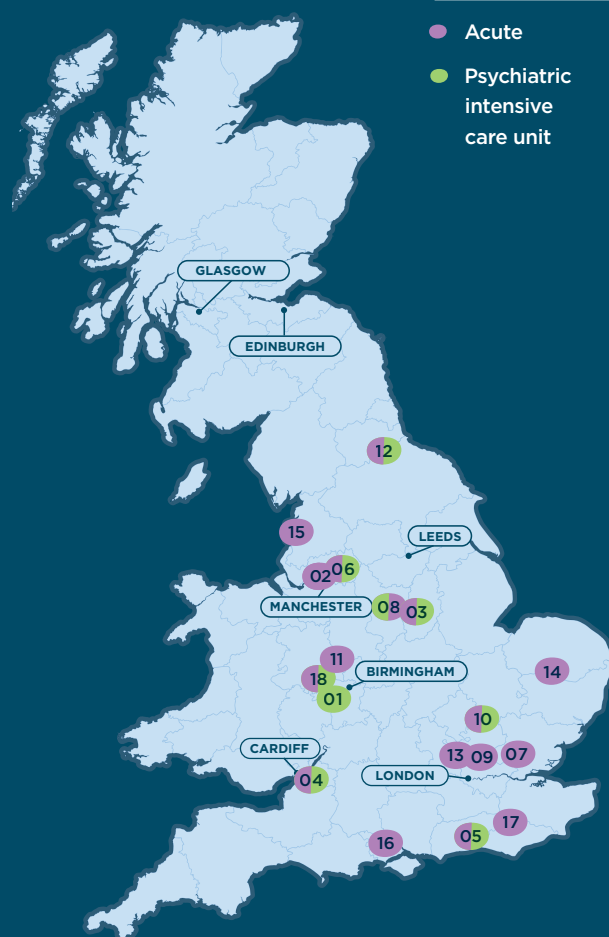 Acute
Psychiatric
intensive
care unit
GLASGOW
EDINBURGH
12
15
LEEDS
02
06
MANCHESTER
08
03
11
BIRMINGHAM
14
18
01
10
CARDIFF
13
09
07
04
LONDON
17
16
05